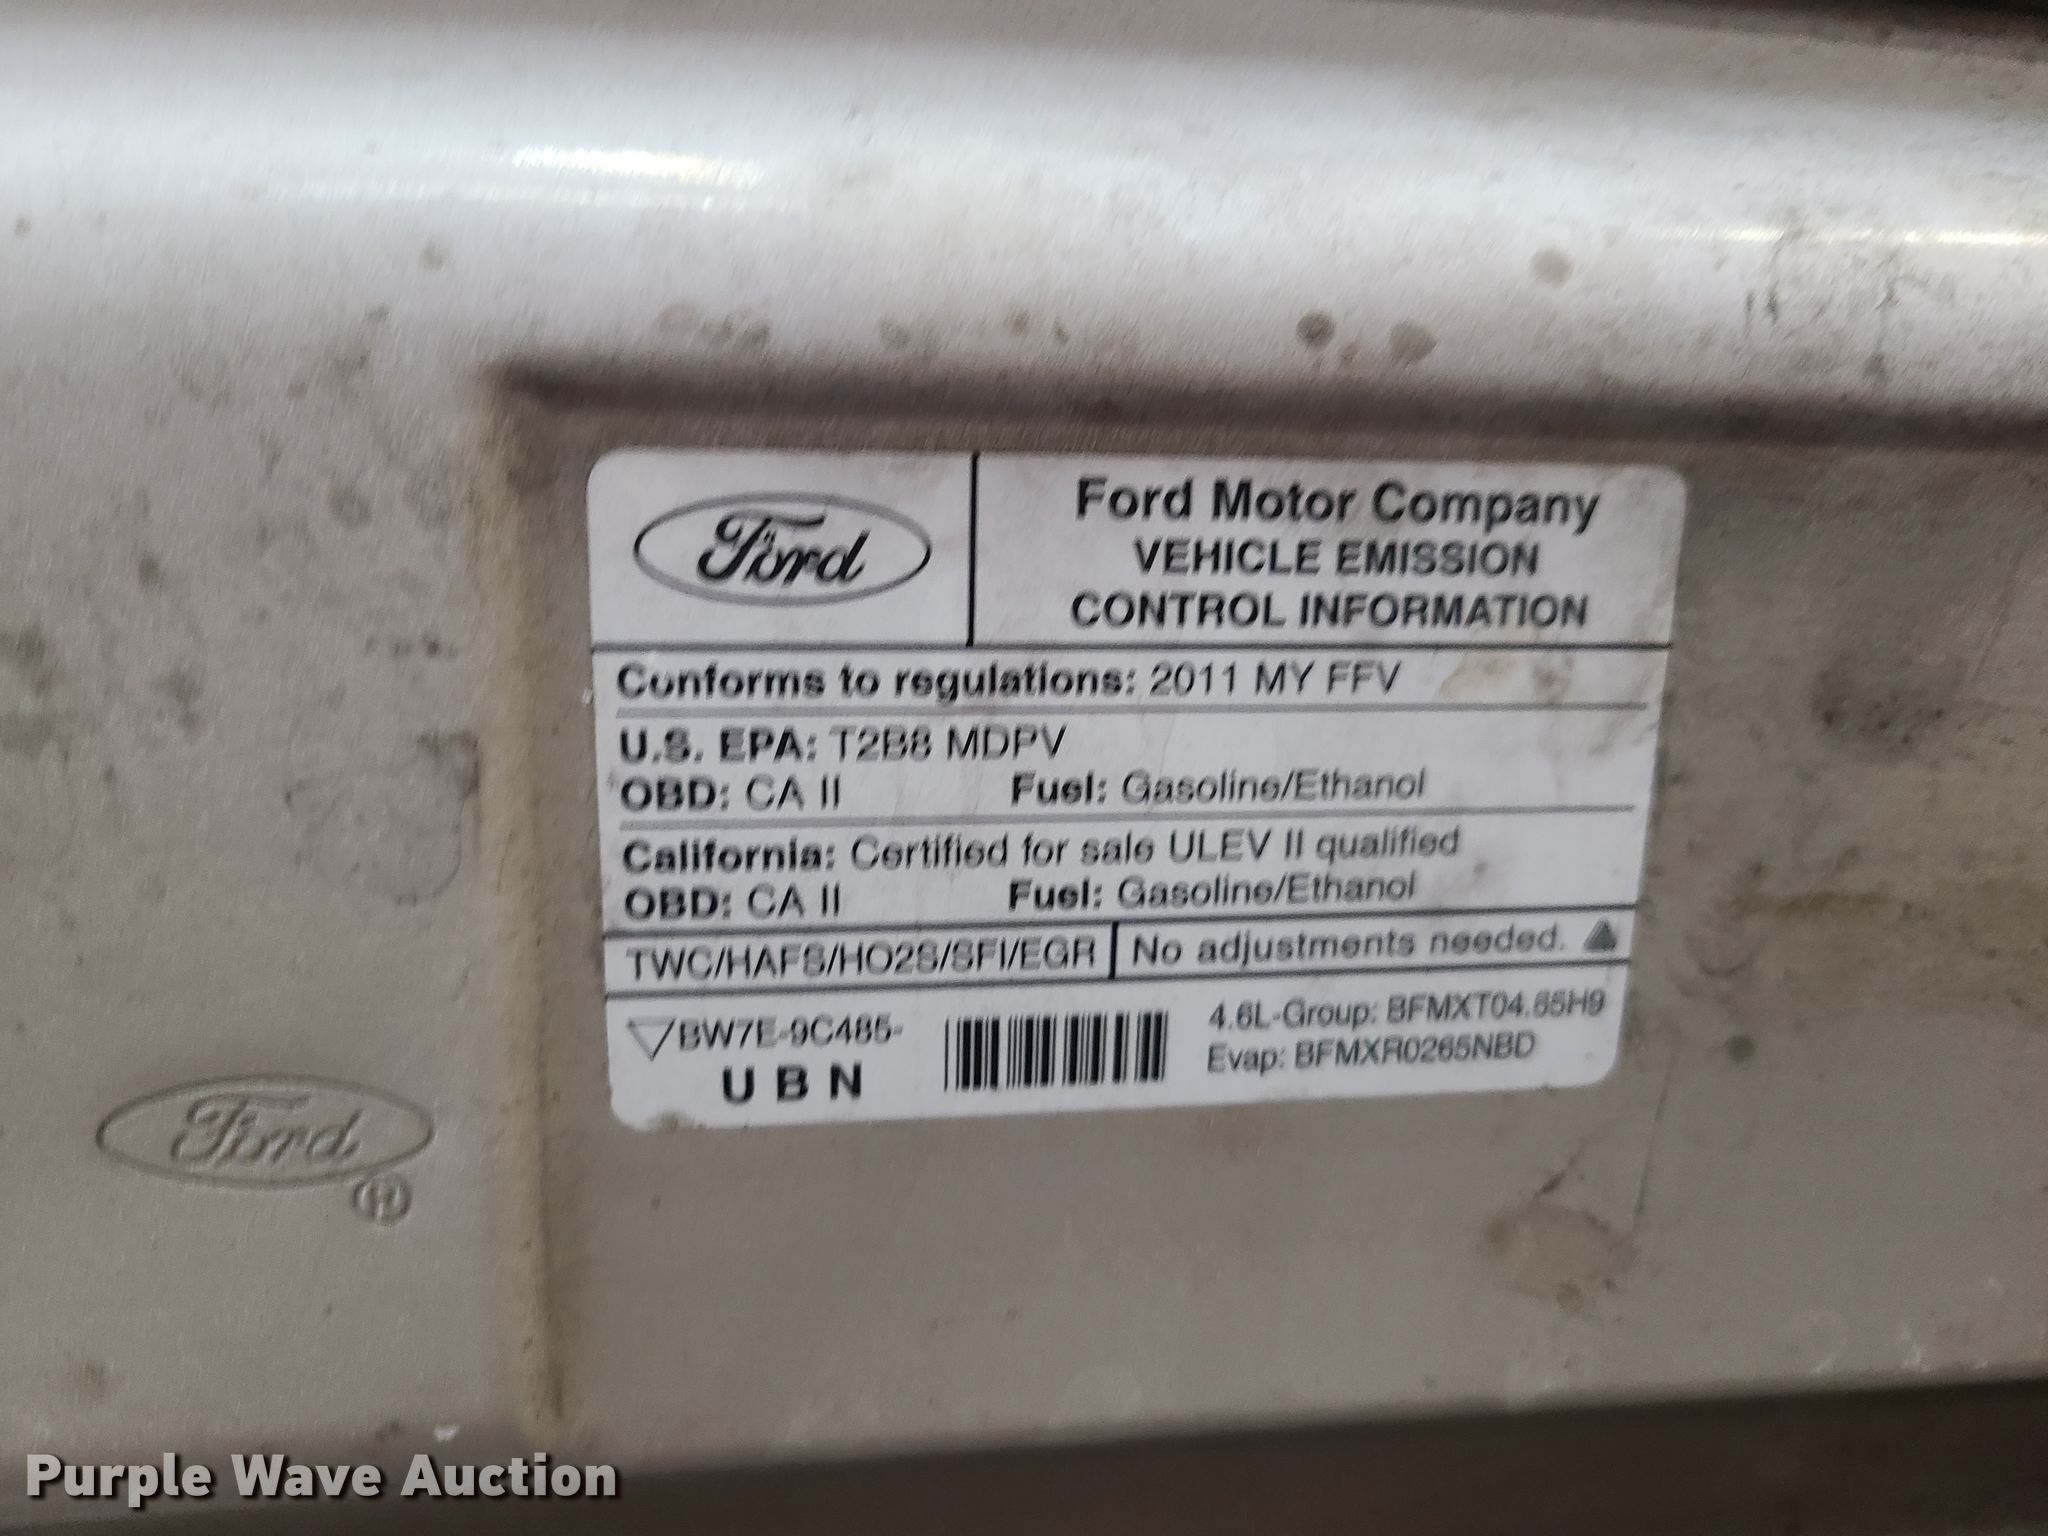 Ford
Ford Motor Company
VEHICLE EMISSION
CONTROL INFORMATION
Conforms to regulations: 2011 MY FFV
U.S. EPA: T2B8 MDPV
OBD: CA II Fuel: Gasoline/Ethanol
California: Certified for sale ULEV II qualified
OBD: CA II Fuel: Gasoline/Ethanol
TWC/HAFS/HO2S/SFI/EGR No adjustments needed.
BW7E-9C485-
U B N
4.6L-Group: BFMXT04.65H9
Evap: BFMXR0265NBD
Ford
®
Purple Wave Auction